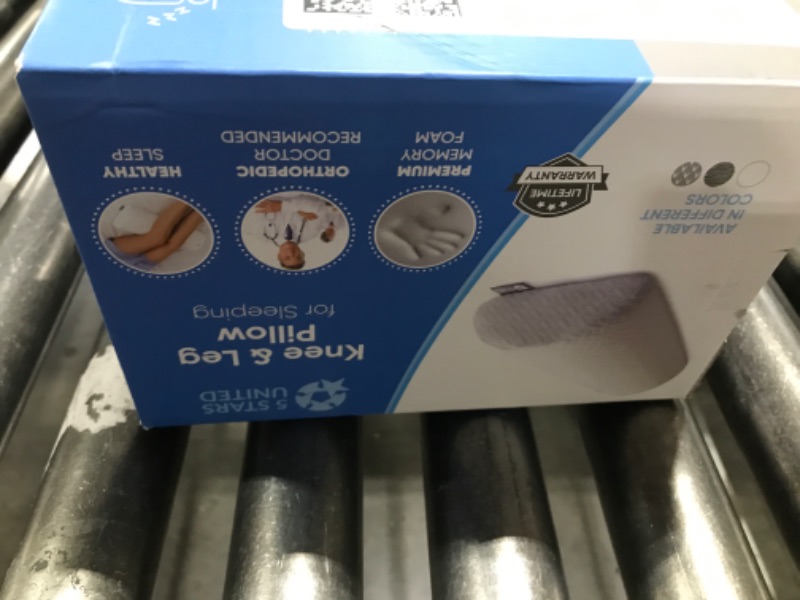 5 STARS
UNITED
Knee & Leg
Pillow
for Sleeping
PREMIUM
MEMORY
FOAM
ORTHOPEDIC
DOCTOR
RECOMMENDED
HEALTHY
SLEEP
LIFETIME
WARRANTY
AVAILABLE
IN DIFFERENT
COLORS
z z z